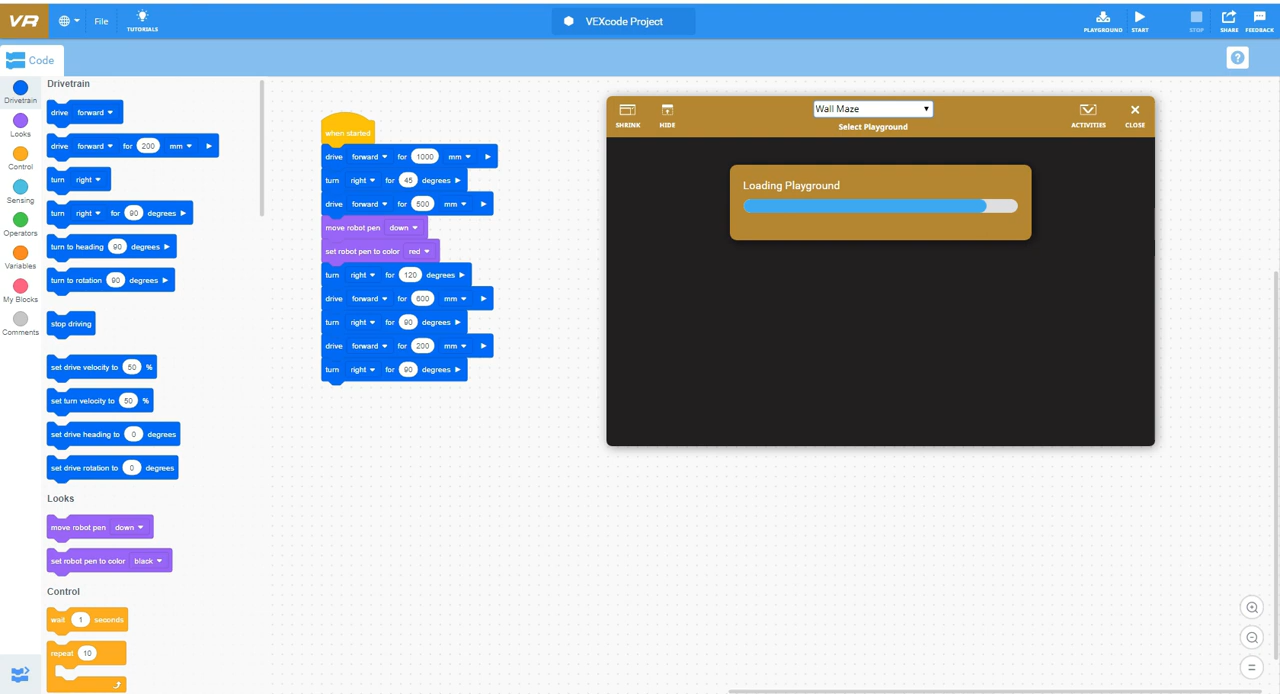 VR
File
TUTORIALS
VEXcode Project
PLAYGROUND
START
STOP
SHARE
FEEDBACK
Code
?
Drivetrain
Looks
Control
Sensing
Operators
Variables
My Blocks
Comments
Drivetrain
drive forward
drive forward for 200 mm
turn right
turn right for 90 degrees
turn to heading 90 degrees
turn to rotation 90 degrees
stop driving
set drive velocity to 50 %
set turn velocity to 50 %
set drive heading to 0 degrees
set drive rotation to 0 degrees
Looks
move robot pen down
set robot pen to color black
Control
wait 1 seconds
repeat 10
when started
drive forward for 1000 mm
turn right for 45 degrees
drive forward for 500 mm
move robot pen down
set robot pen to color red
turn right for 120 degrees
drive forward for 600 mm
turn right for 90 degrees
drive forward for 200 mm
turn right for 90 degrees
SHRINK
HIDE
Wall Maze
Select Playground
ACTIVITIES
CLOSE
Loading Playground